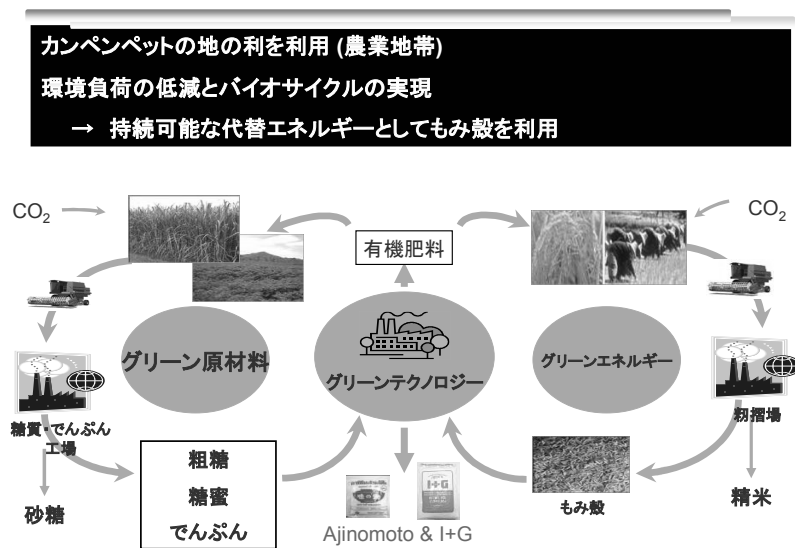 カンペンペットの地の利を利用 (農業地帯)
環境負荷の低減とバイオサイクルの実現
→ 持続可能な代替エネルギーとしてもみ殻を利用
CO2
CO2
有機肥料
グリーン原材料
グリーンテクノロジー
グリーンエネルギー
糖質・でんぷん
工場
籾摺場
粗糖
糖蜜
でんぷん
砂糖
I+G
Ajinomoto & I+G
もみ殻
精米